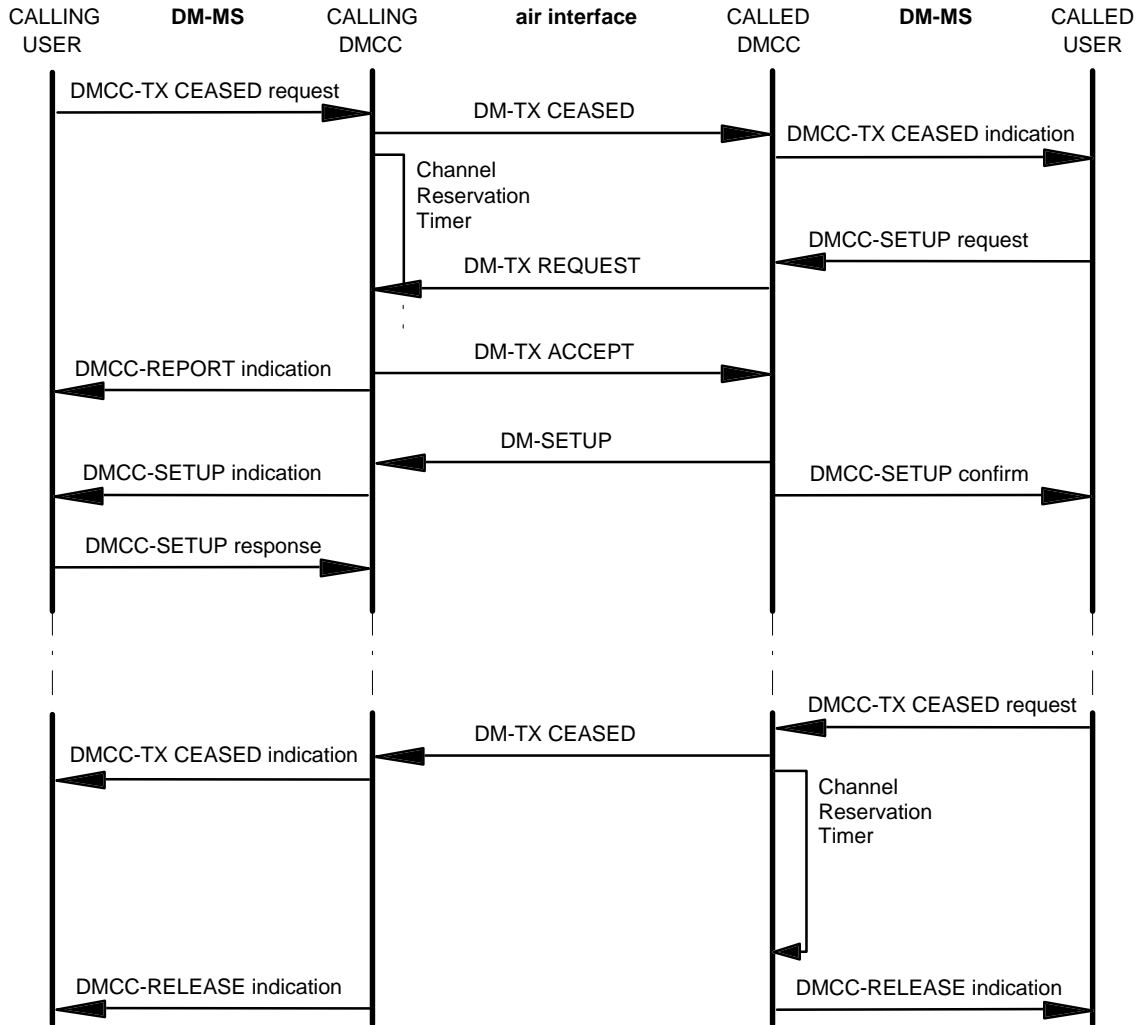 CALLING
USER
DM-MS
CALLING
DMCC
air interface
CALLED
DMCC
DM-MS
CALLED
USER
DMCC-TX CEASED request
DM-TX CEASED
DMCC-TX CEASED indication
Channel
Reservation
Timer
DMCC-SETUP request
DM-TX REQUEST
DM-TX ACCEPT
DMCC-REPORT indication
DM-SETUP
DMCC-SETUP indication
DMCC-SETUP confirm
DMCC-SETUP response
DMCC-TX CEASED request
DM-TX CEASED
DMCC-TX CEASED indication
Channel
Reservation
Timer
DMCC-RELEASE indication
DMCC-RELEASE indication